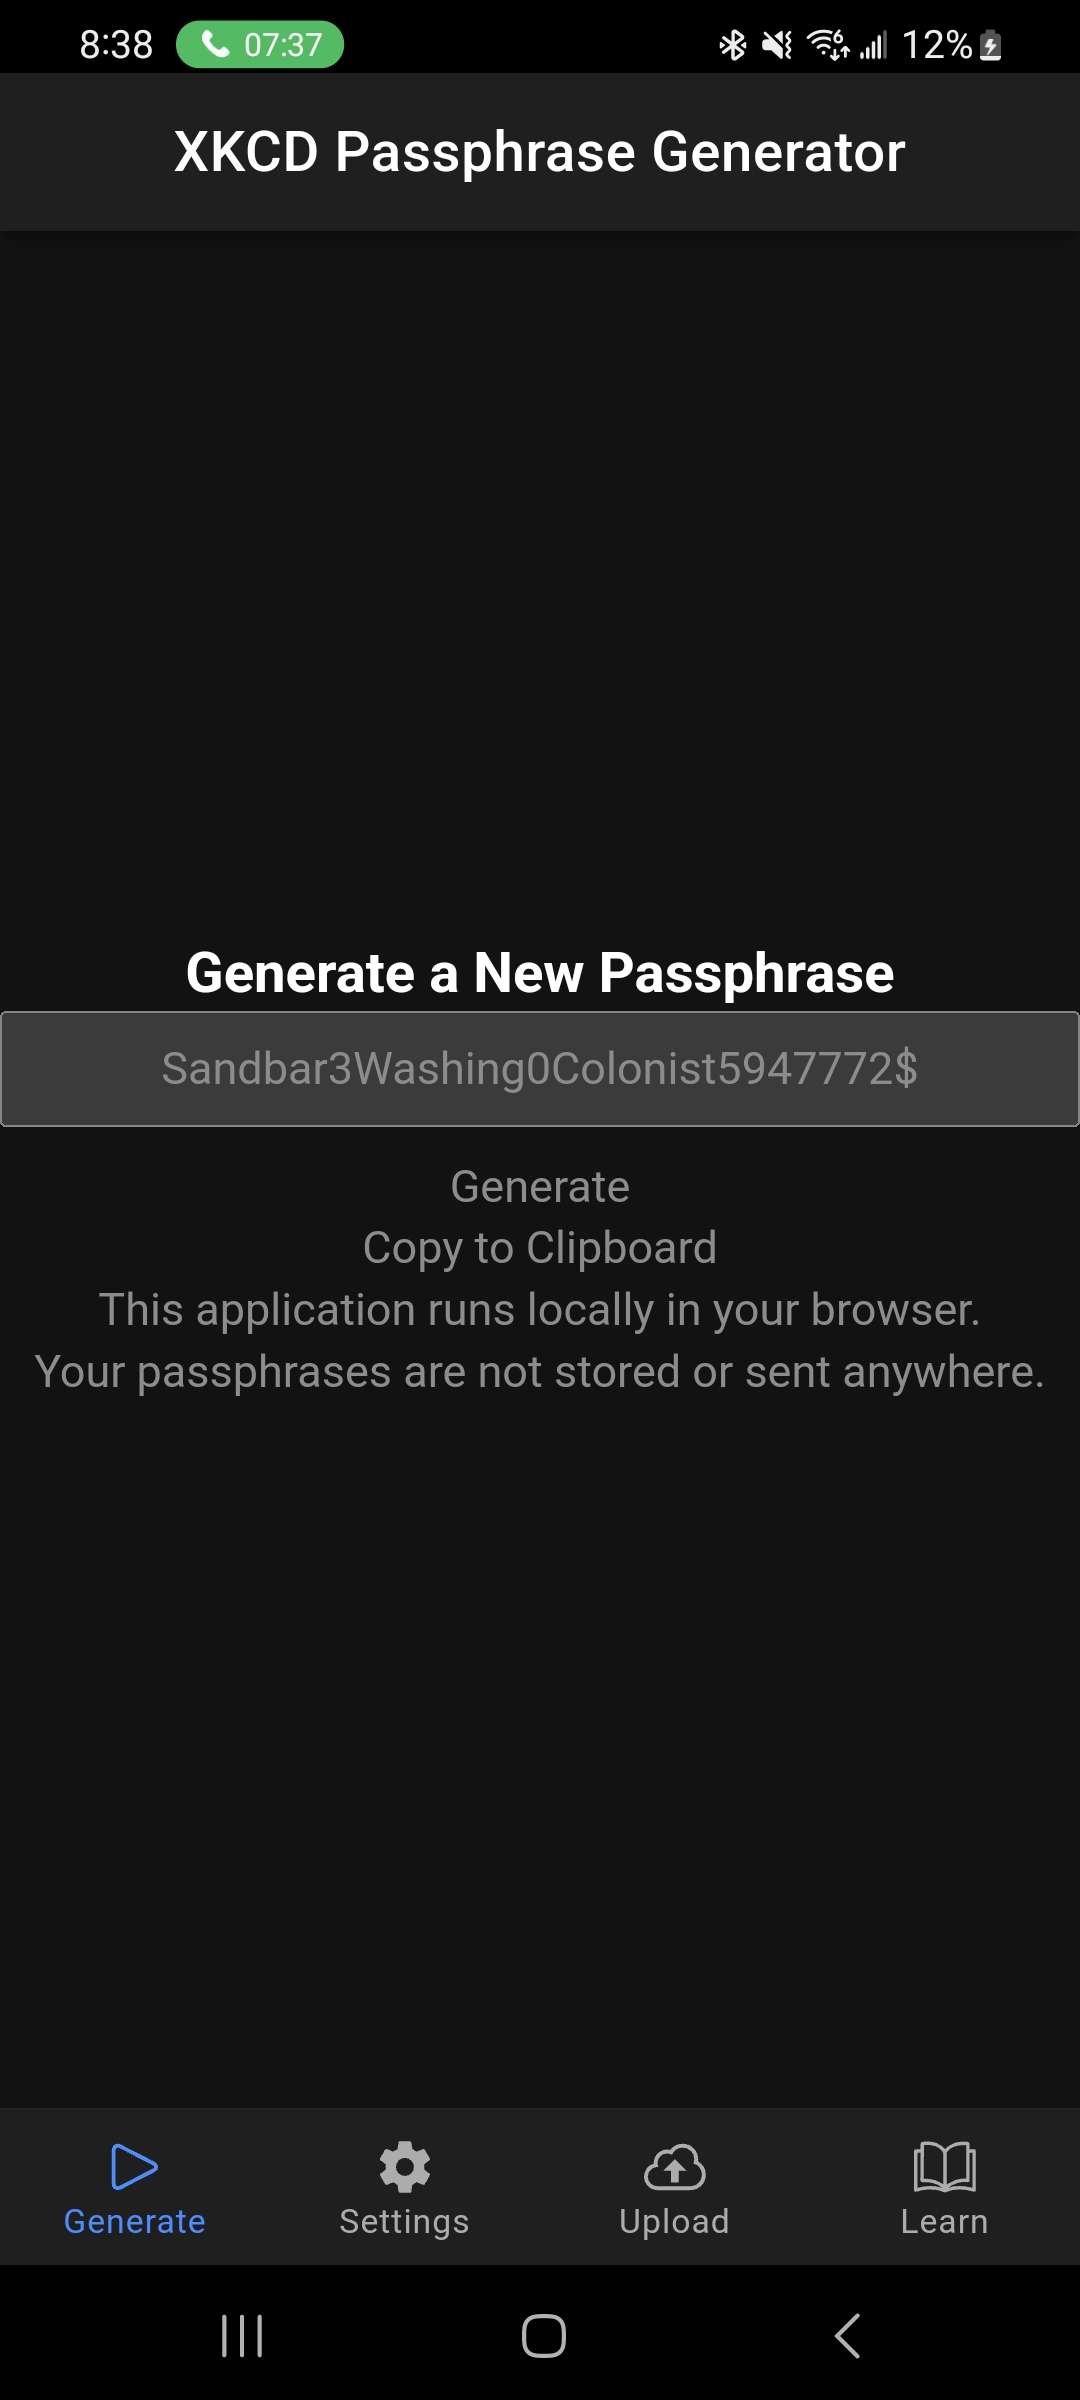 8:38 07:37 6 12%
XKCD Passphrase Generator
Generate a New Passphrase
Sandbar3Washing0Colonist5947772$
Generate
Copy to Clipboard
This application runs locally in your browser.
Your passphrases are not stored or sent anywhere.
Generate Settings Upload Learn